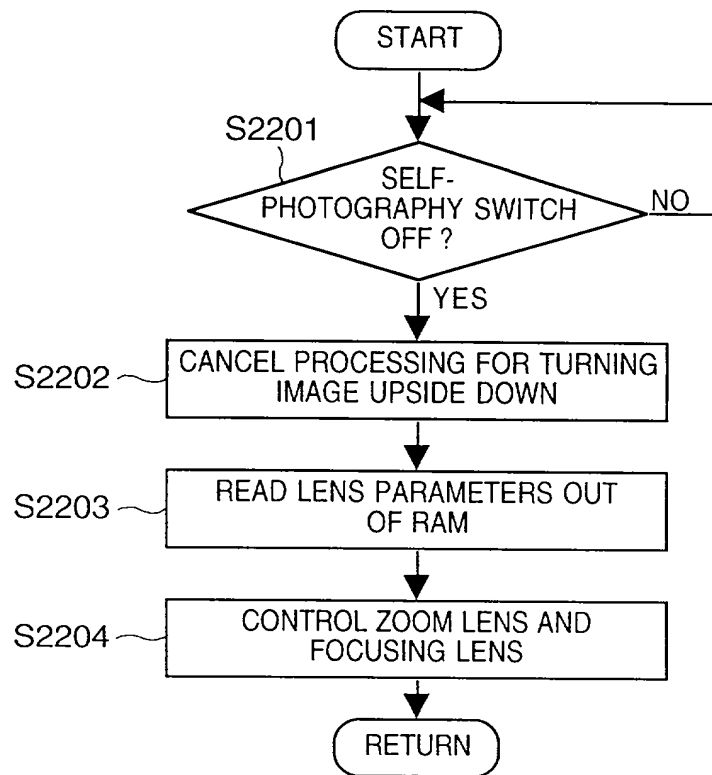 START
S2201
SELF-
PHOTOGRAPHY SWITCH
OFF ?
NO
YES
S2202
CANCEL PROCESSING FOR TURNING
IMAGE UPSIDE DOWN
S2203
READ LENS PARAMETERS OUT
OF RAM
S2204
CONTROL ZOOM LENS AND
FOCUSING LENS
RETURN